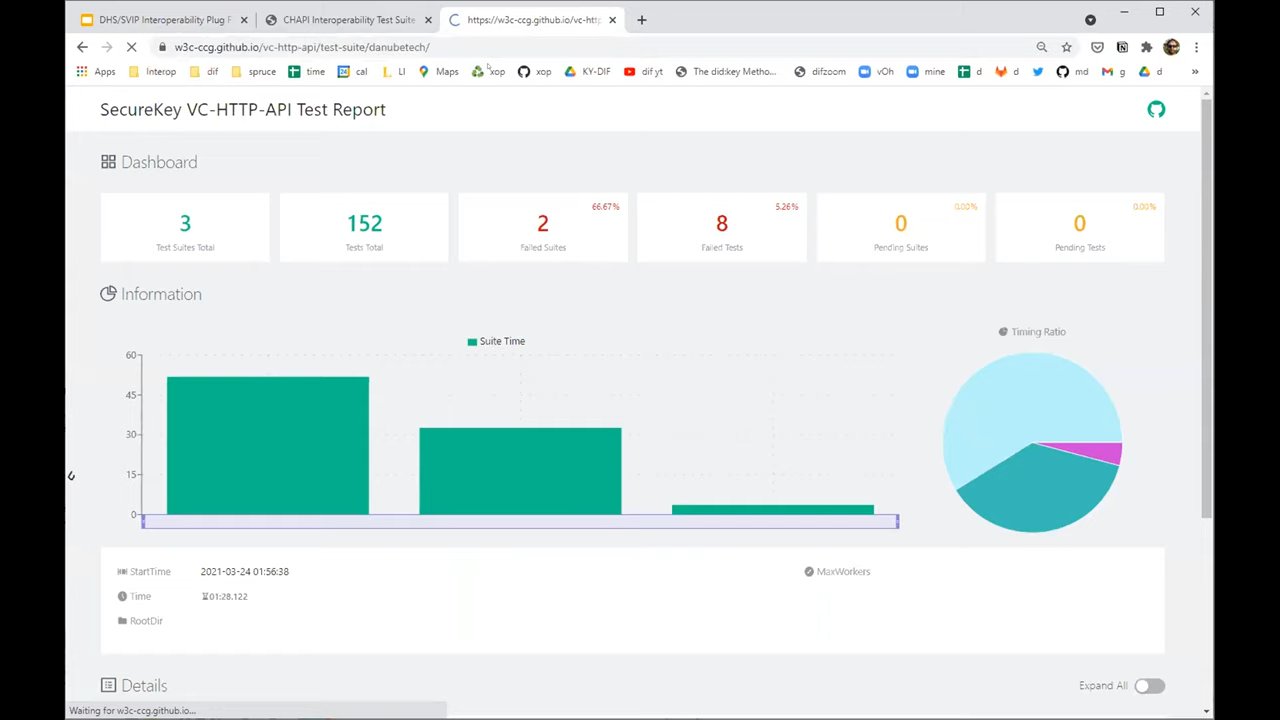 DHS/SVIP Interoperability Plug F
CHAPI Interoperability Test Suite
https://w3c-ccg.github.io/vc-http
w3c-ccg.github.io/vc-http-api/test-suite/danubetech/
Apps Interop dif spruce time cal LI Maps xop xop KY-DIF dif yt The did:key Metho... difzoom vOh mine d d md g d »
SecureKey VC-HTTP-API Test Report
Dashboard
3
Test Suites Total
152
Tests Total
66.67%
2
Failed Suites
5.26%
8
Failed Tests
0.00%
0
Pending Suites
0.00%
0
Pending Tests
Information
Suite Time
Timing Ratio
60
45
30
15
0
StartTime 2021-03-24 01:56:38
MaxWorkers
Time 01:28.122
RootDir
Details
Expand All
Waiting for w3c-ccg.github.io...